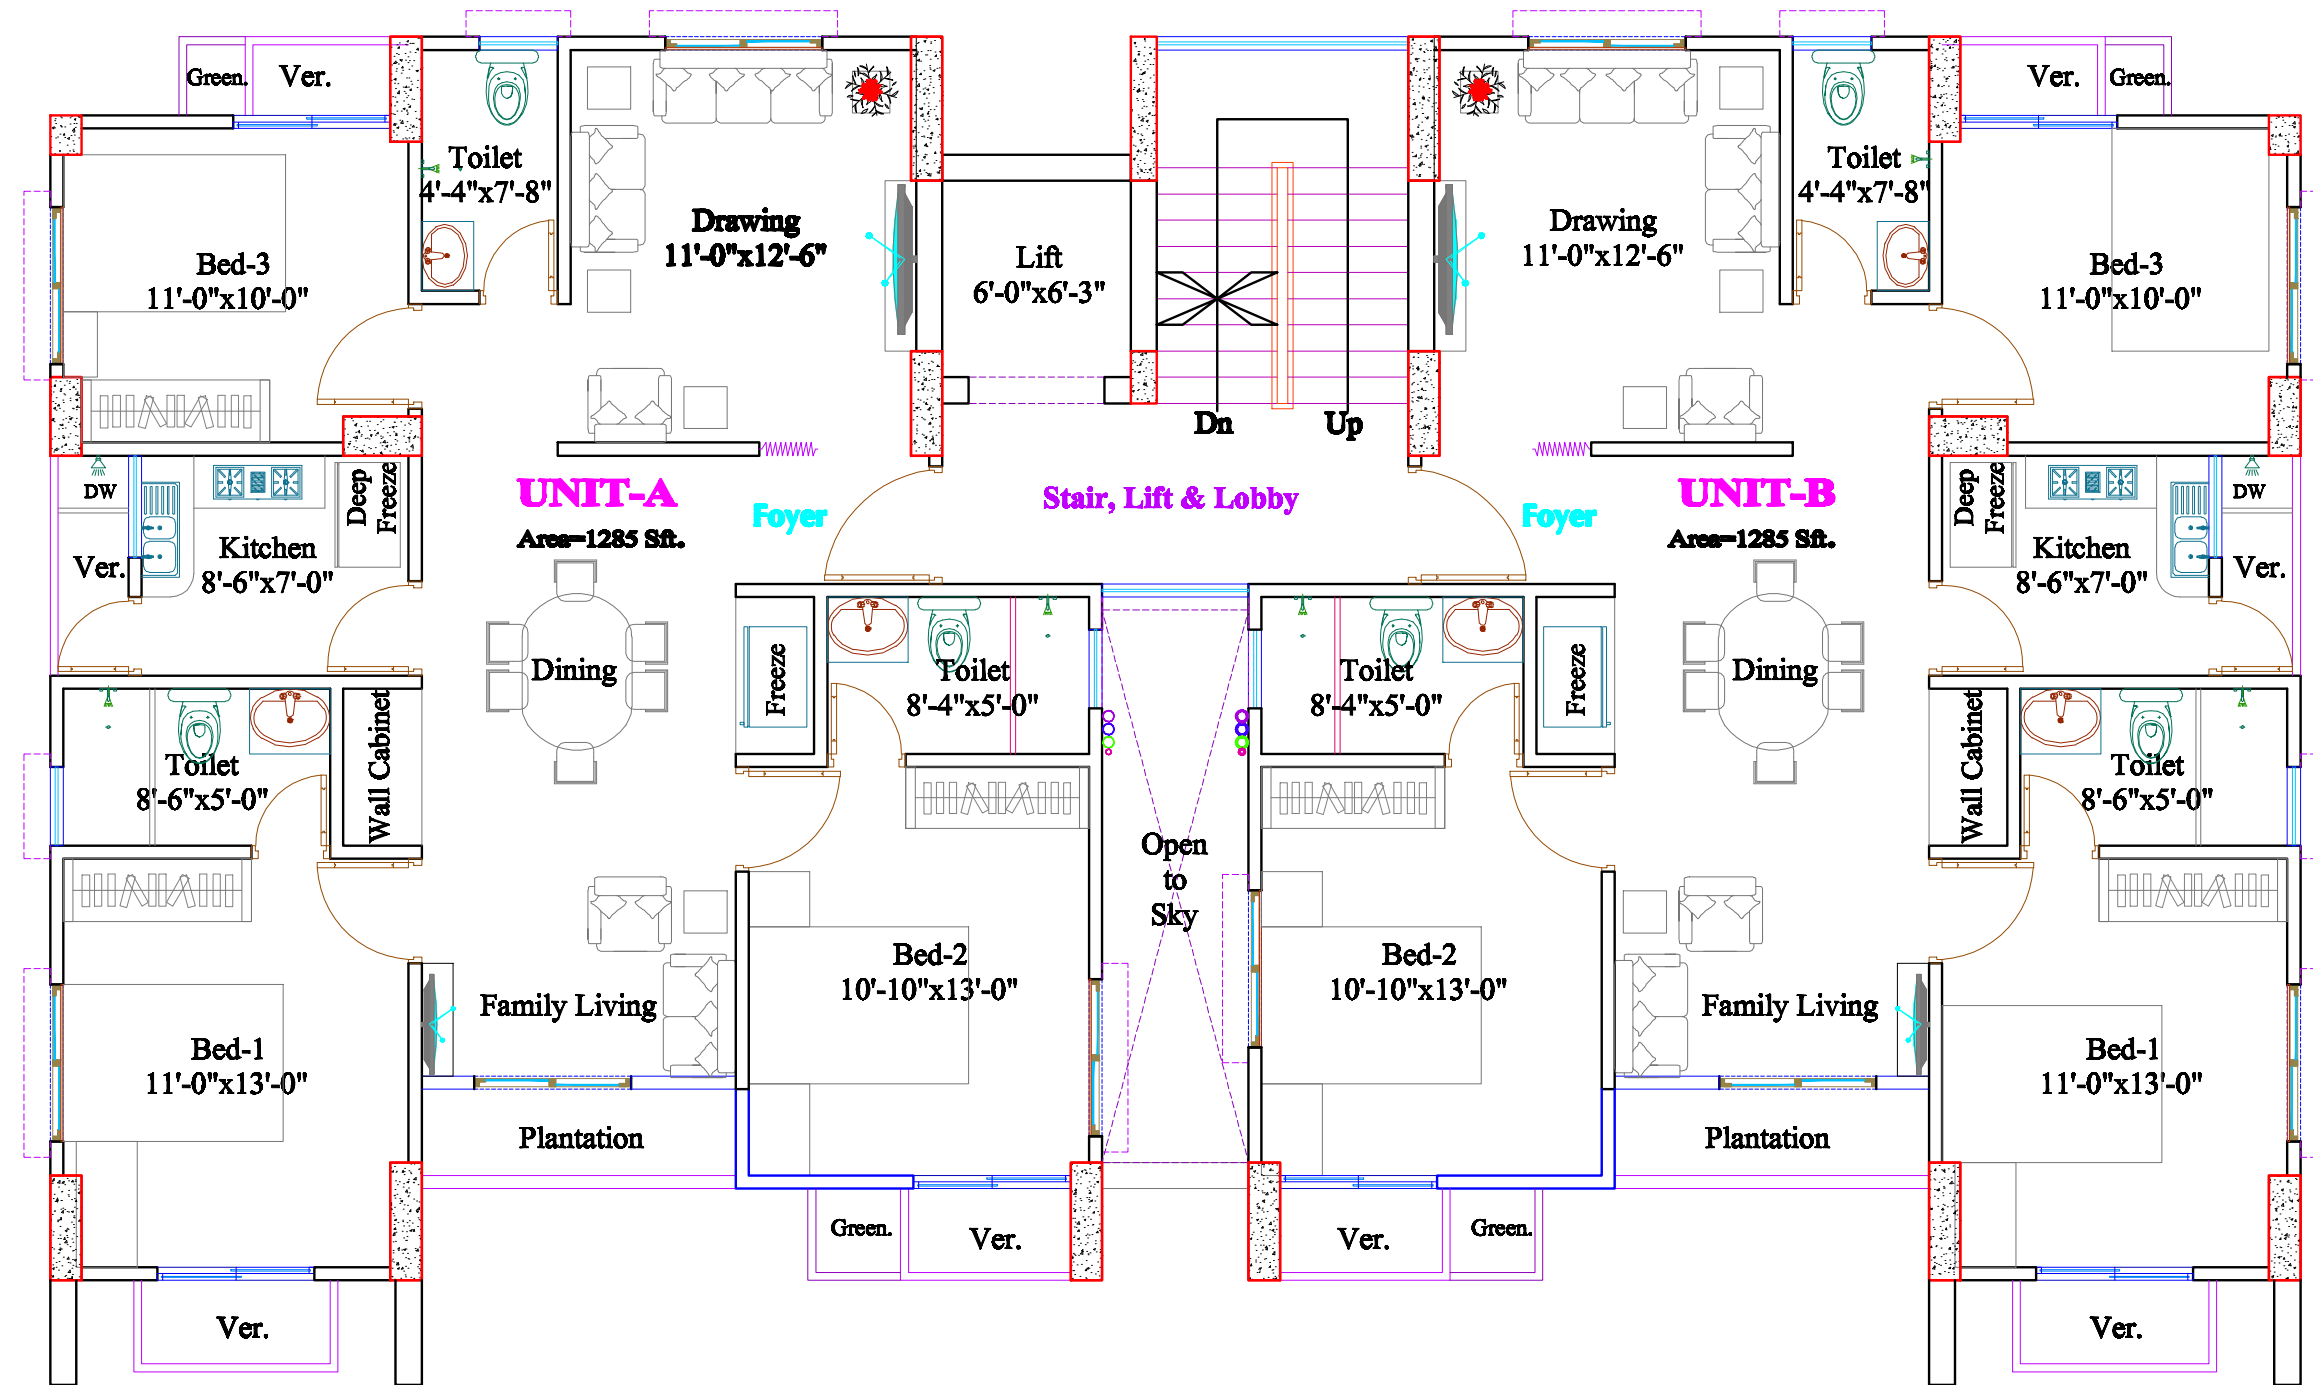 Green.
Ver.
Ver.
Green.
Toilet
4'-4"x7'-8"
Toilet
4'-4"x7'-8"
Drawing
11'-0"x12'-6"
Drawing
11'-0"x12'-6"
Bed-3
11'-0"x10'-0"
Lift
6'-0"x6'-3"
Bed-3
11'-0"x10'-0"
Dn
Up
DW
Deep
Freeze
UNIT-A
Area=1285 Sft.
Foyer
Stair, Lift & Lobby
Foyer
UNIT-B
Area=1285 Sft.
Deep
Freeze
DW
Ver.
Kitchen
8'-6"x7'-0"
Kitchen
8'-6"x7'-0"
Ver.
Dining
Freeze
Toilet
8'-4"x5'-0"
Toilet
8'-4"x5'-0"
Freeze
Dining
Toilet
8'-6"x5'-0"
Wall Cabinet
Wall Cabinet
Toilet
8'-6"x5'-0"
Open
to
Sky
Bed-2
10'-10"x13'-0"
Bed-2
10'-10"x13'-0"
Family Living
Family Living
Bed-1
11'-0"x13'-0"
Bed-1
11'-0"x13'-0"
Plantation
Plantation
Green.
Ver.
Ver.
Green.
Ver.
Ver.